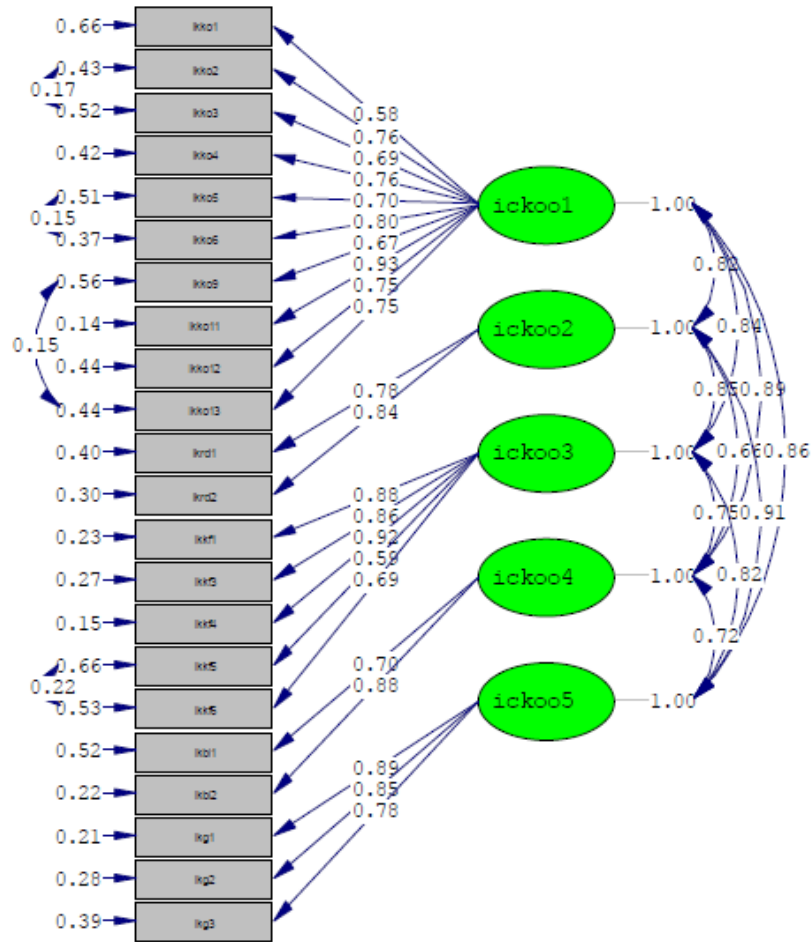 0.66 Ikko1
0.43 Ikko2
0.17
0.52 Ikko3
0.42 Ikko4
0.51 Ikko5
0.15
0.37 Ikko6
0.56 Ikko9
0.14 Ikko11
0.15
0.44 Ikko12
0.44 Ikko13
0.40 Ikrd1
0.30 Ikrd2
0.23 Ikkf1
0.27 Ikkf3
0.15 Ikkf4
0.66 Ikkf5
0.22
0.53 Ikkf6
0.52 Ikbl1
0.22 Ikbl2
0.21 Ikg1
0.28 Ikg2
0.39 Ikg3
0.58
0.76
0.69
0.76
0.70
0.80
0.67
0.93
0.75
0.75
0.78
0.84
0.88
0.86
0.92
0.59
0.69
0.70
0.88
0.89
0.85
0.78
ickoo1 1.00
ickoo2 1.00
ickoo3 1.00
ickoo4 1.00
ickoo5 1.00
0.82
0.84
0.85 0.89
0.66 0.86
0.75 0.91
0.82
0.72